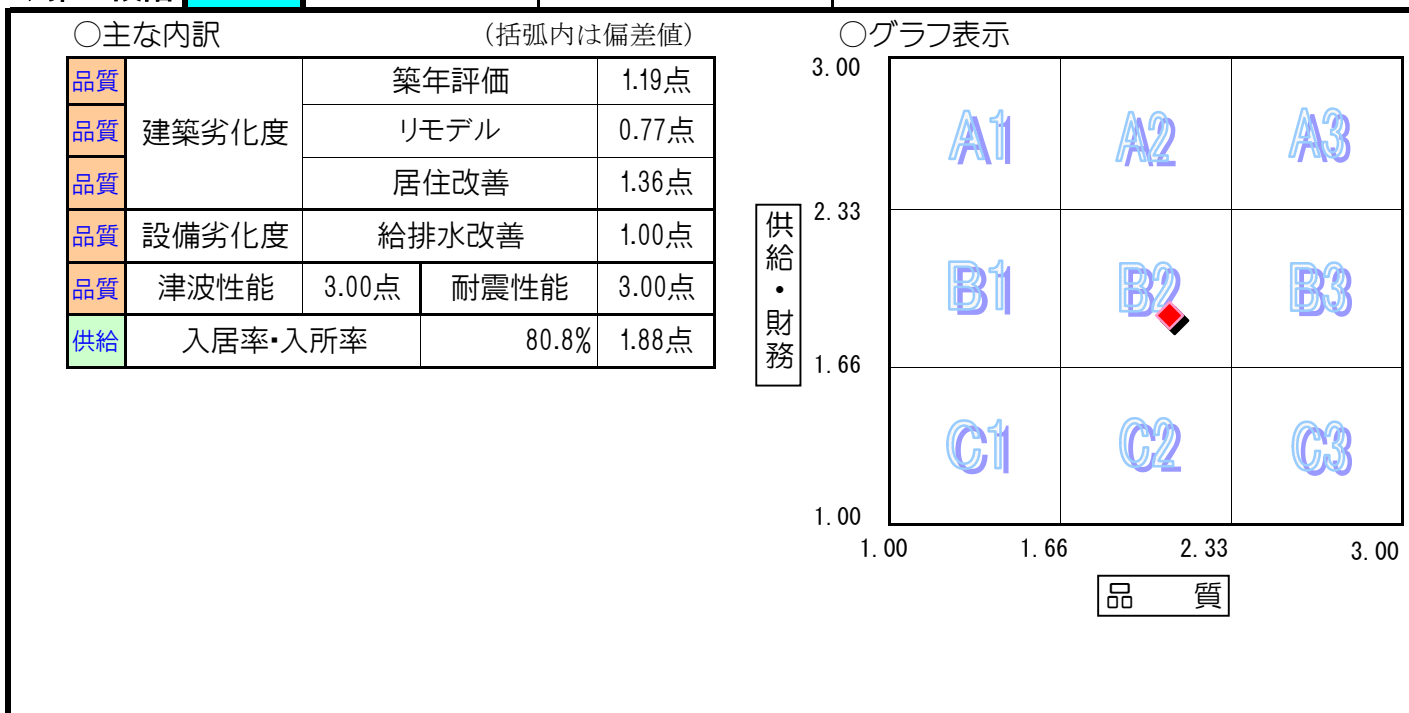 ○主な内訳 (括弧内は偏差値)
品質 建築劣化度 築年評価 1.19点
品質 リモデル 0.77点
品質 居住改善 1.36点
品質 設備劣化度 給排水改善 1.00点
品質 津波性能 3.00点 耐震性能 3.00点
供給 入居率・入所率 80.8% 1.88点
○グラフ表示
3.00
A1 A2 A3
2.33
供給・財務
B1 B2 B3
1.66
C1 C2 C3
1.00
1.00 1.66 2.33 3.00
品 質